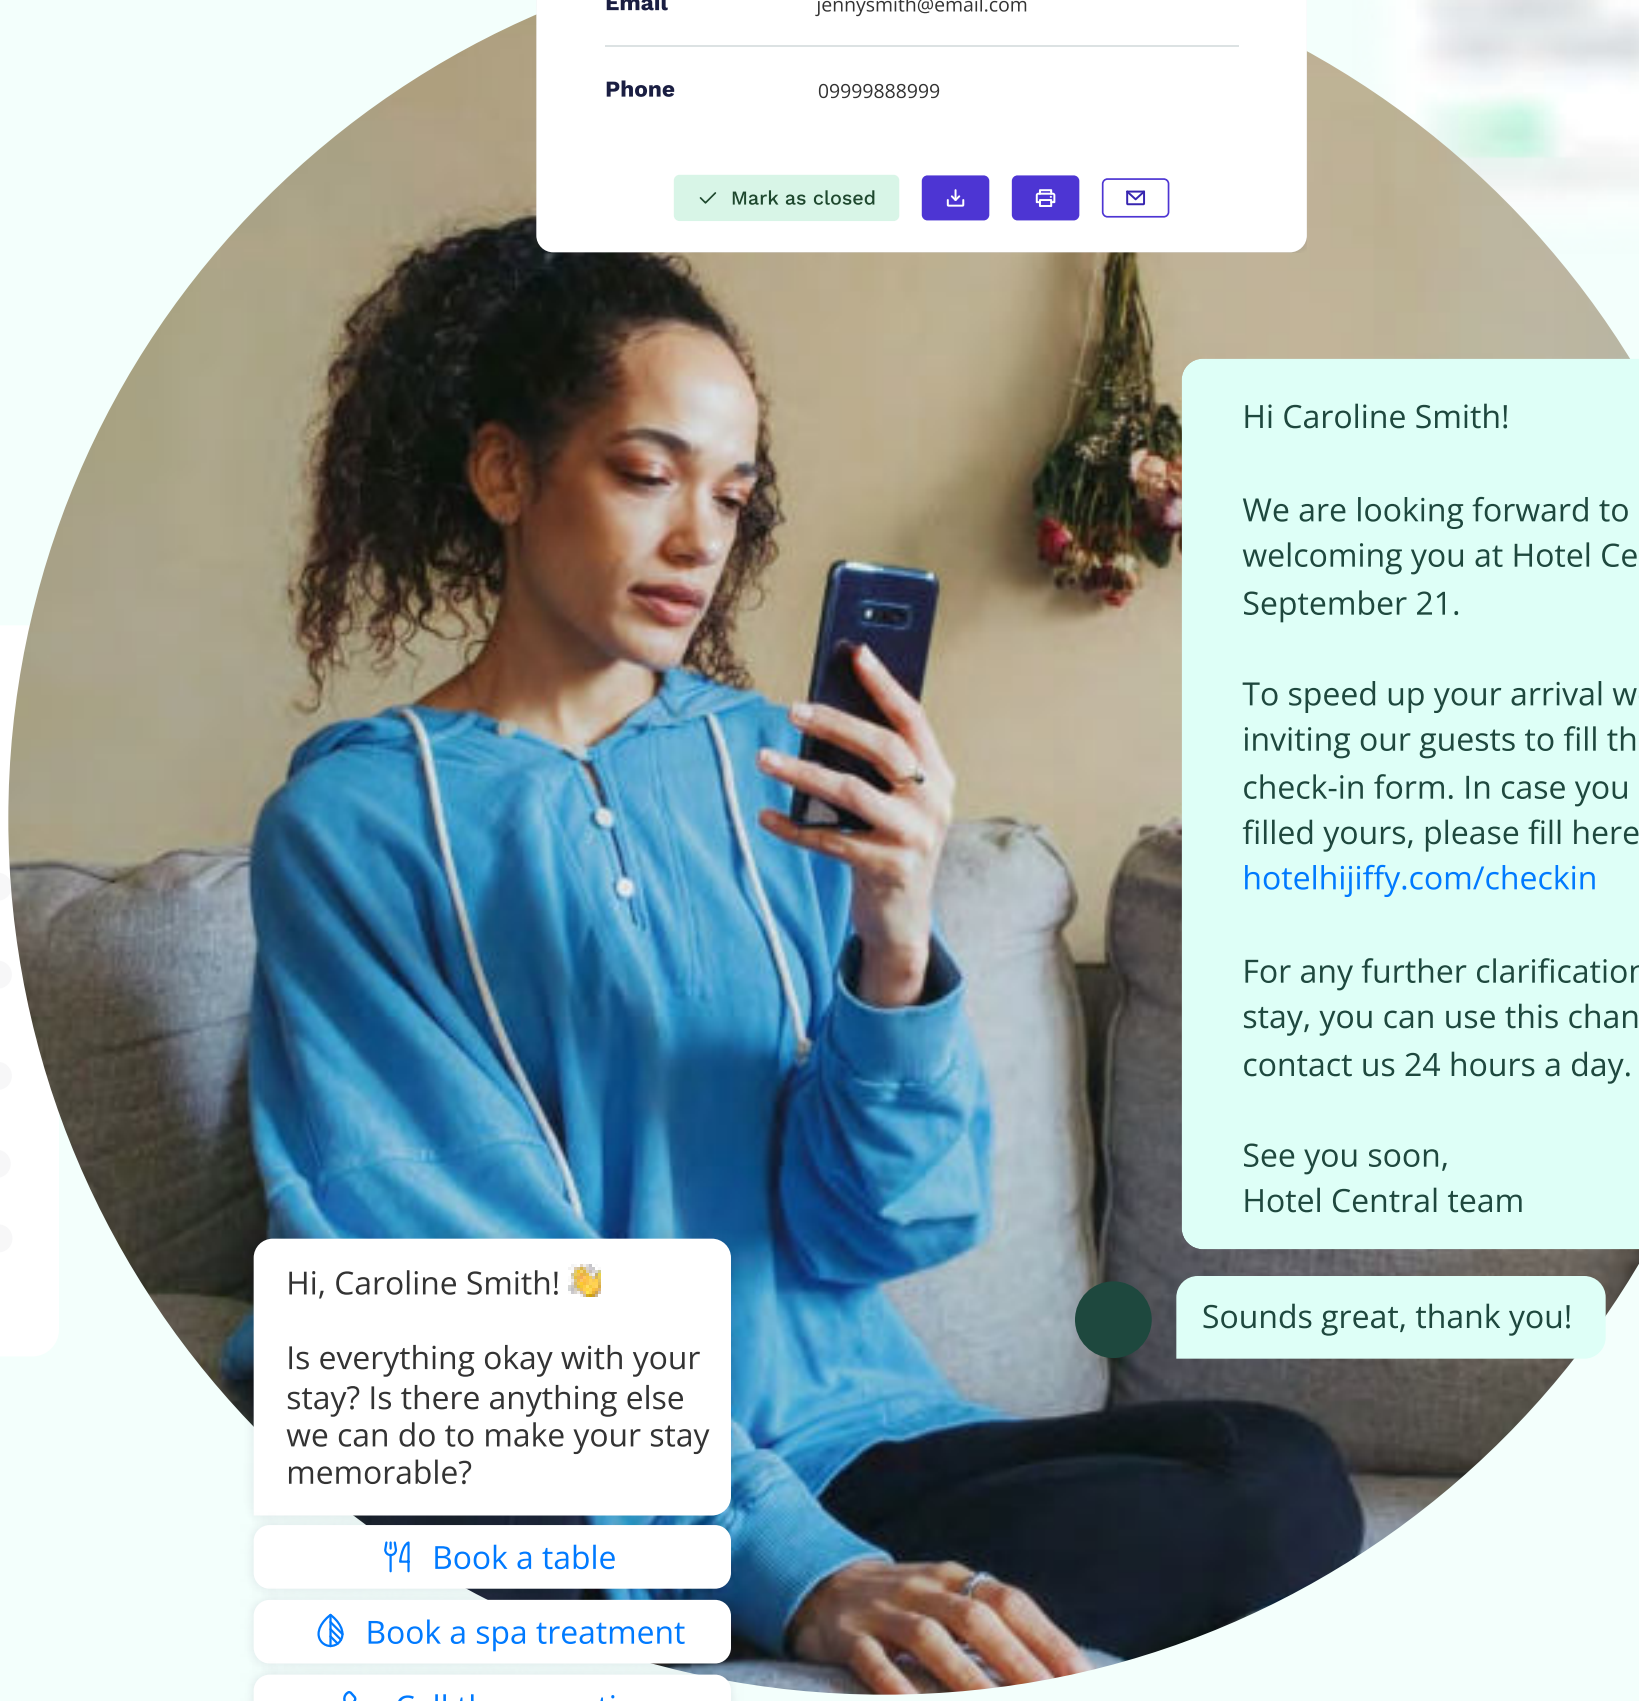 Email jennysmith@email.com
Phone 09999888999
Mark as closed
Hi Caroline Smith!
We are looking forward to
welcoming you at Hotel
September 21.
To speed up your arrival
inviting our guests to fill
check-in form. In case you
filled yours, please fill here
hotelhijiffy.com/checkin
For any further
stay, you can use this
contact us 24 hours a day.
See you soon,
Hotel Central team
Sounds great, thank you!
Hi, Caroline Smith! 👋
Is everything okay with your
stay? Is there anything else
we can do to make your stay
memorable?
Book a table
Book a spa treatment